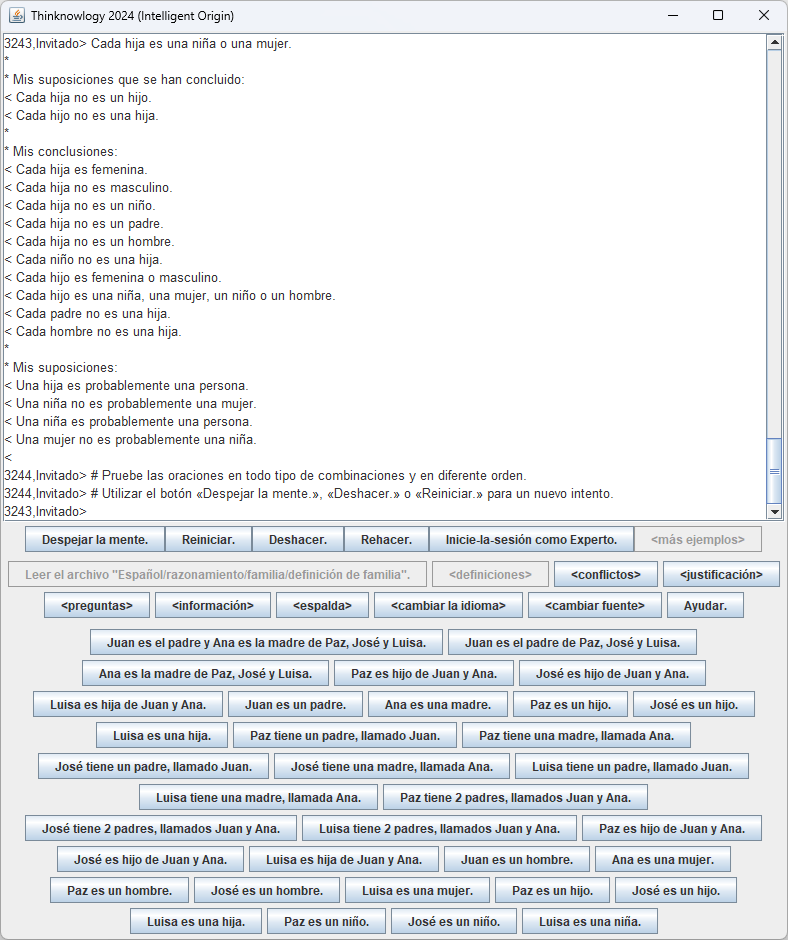 Thinknowlogy 2024 (Intelligent Origin)
3243,Invitado> Cada hija es una niña o una mujer.
*
* Mis suposiciones que se han concluido:
< Cada hija no es un hijo.
< Cada hijo no es una hija.
*
* Mis conclusiones:
< Cada hija es femenina.
< Cada hija no es masculino.
< Cada hija no es un niño.
< Cada hija no es un padre.
< Cada hija no es un hombre.
< Cada niño no es una hija.
< Cada hijo es femenina o masculino.
< Cada hijo es una niña, una mujer, un niño o un hombre.
< Cada padre no es una hija.
< Cada hombre no es una hija.
*
* Mis suposiciones:
< Una hija es probablemente una persona.
< Una niña no es probablemente una mujer.
< Una niña es probablemente una persona.
< Una mujer no es probablemente una niña.
<
3244,Invitado> # Pruebe las oraciones en todo tipo de combinaciones y en diferente orden.
3244,Invitado> # Utilizar el botón «Despejar la mente.», «Deshacer.» o «Reiniciar.» para un nuevo intento.
3243,Invitado>
Despejar la mente. Reiniciar. Deshacer. Rehacer. Inicie-la-sesión como Experto. <más ejemplos>
Leer el archivo "Español/razonamiento/familia/definición de familia". <definiciones> <conflictos> <justificación>
<preguntas> <información> <espalda> <cambiar la idioma> <cambiar fuente> Ayudar.
Juan es el padre y Ana es la madre de Paz, José y Luisa. Juan es el padre de Paz, José y Luisa.
Ana es la madre de Paz, José y Luisa. Paz es hijo de Juan y Ana. José es hijo de Juan y Ana.
Luisa es hija de Juan y Ana. Juan es un padre. Ana es una madre. Paz es un hijo. José es un hijo.
Luisa es una hija. Paz tiene un padre, llamado Juan. Paz tiene una madre, llamada Ana.
José tiene un padre, llamado Juan. José tiene una madre, llamada Ana. Luisa tiene un padre, llamado Juan.
Luisa tiene una madre, llamada Ana. Paz tiene 2 padres, llamados Juan y Ana.
José tiene 2 padres, llamados Juan y Ana. Luisa tiene 2 padres, llamados Juan y Ana. Paz es hijo de Juan y Ana.
José es hijo de Juan y Ana. Luisa es hija de Juan y Ana. Juan es un hombre. Ana es una mujer.
Paz es un hombre. José es un hombre. Luisa es una mujer. Paz es un hijo. José es un hijo.
Luisa es una hija. Paz es un niño. José es un niño. Luisa es una niña.